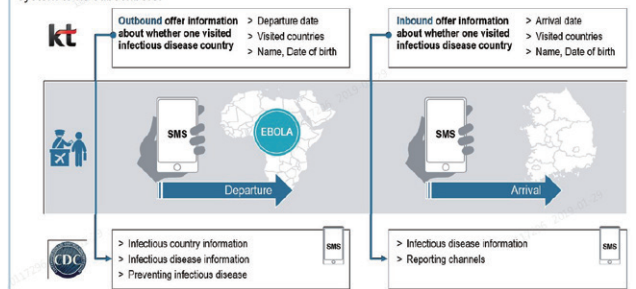 kt
Outbound offer information
about whether one visited
infectious disease country
> Departure date
> Visited countries
> Name, Date of birth
Inbound offer information
about whether one visited
infectious disease country
> Arrival date
> Visited countries
> Name, Date of birth
SMS
EBOLA
Departure
SMS
Arrival
CDC
> Infectious country information
> Infectious disease information
> Preventing infectious disease
SMS
> Infectious disease information
> Reporting channels
SMS